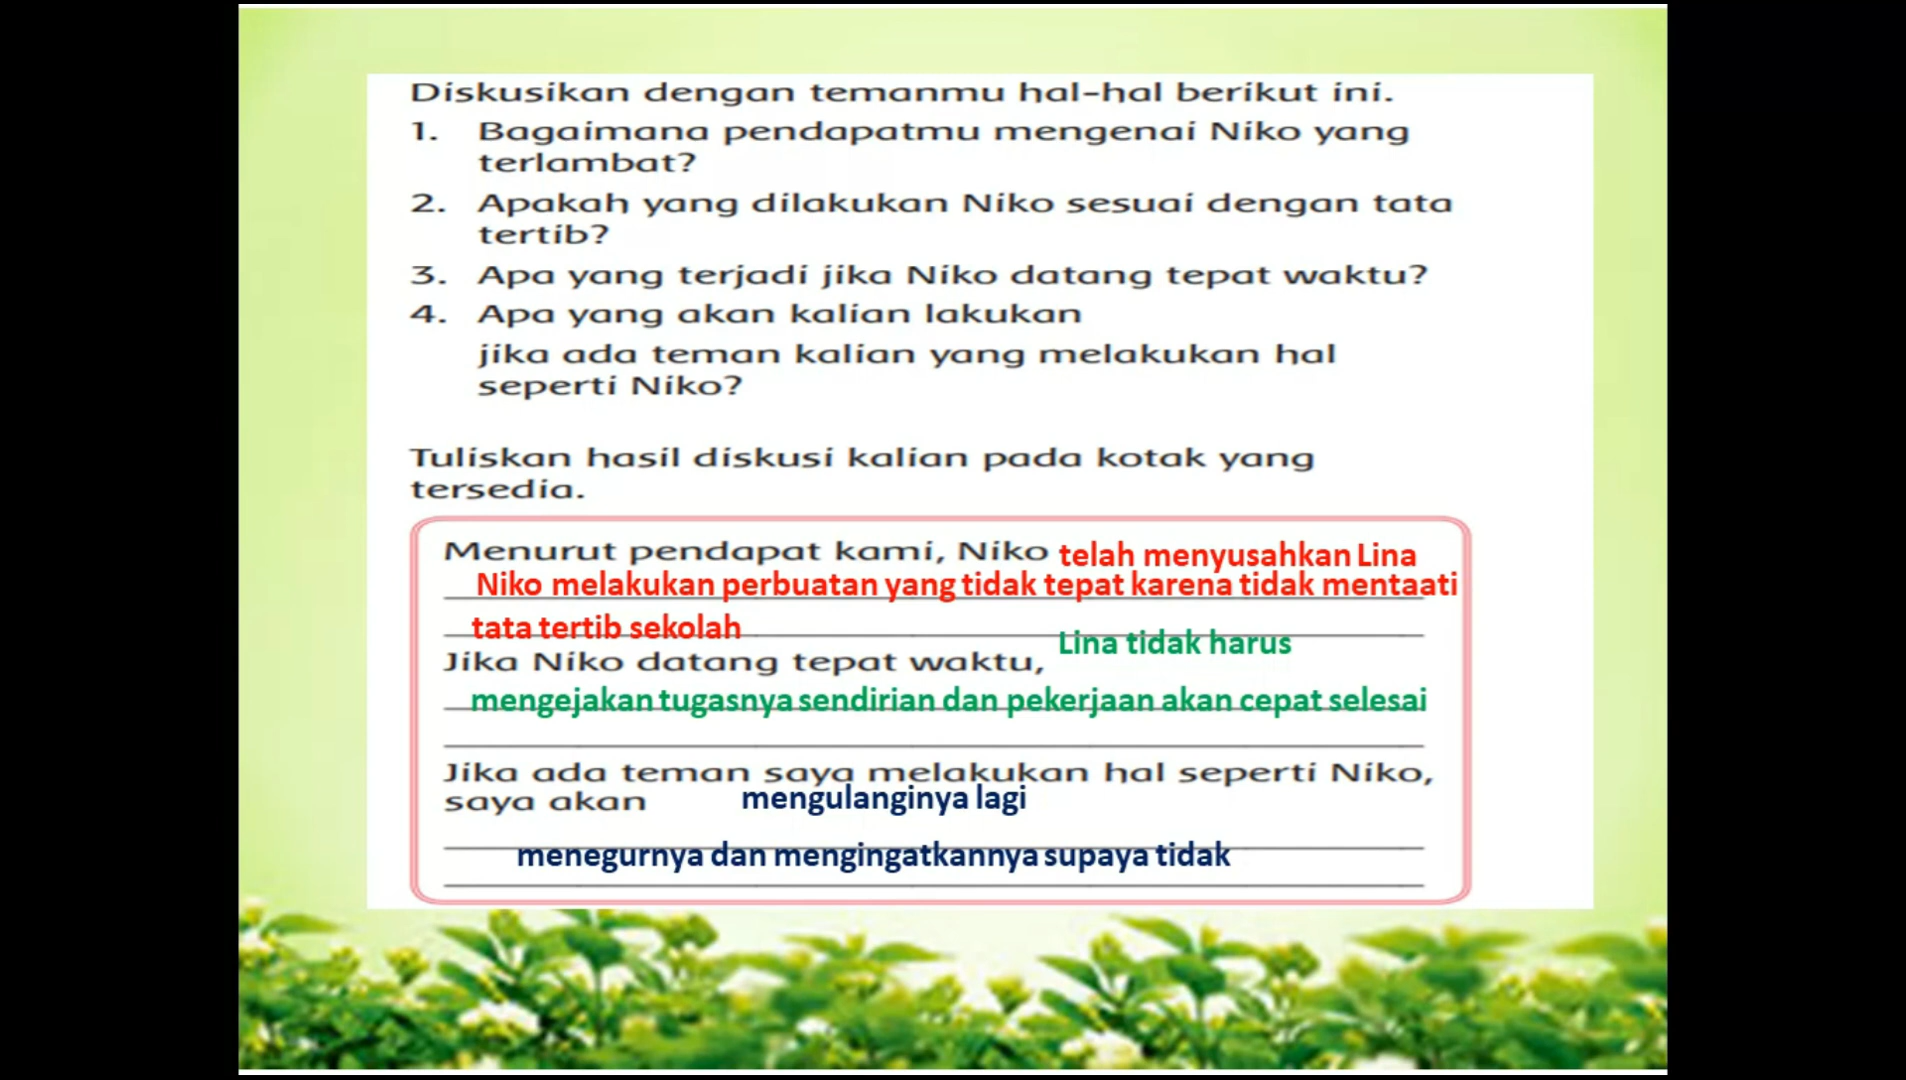 Diskusikan dengan temanmu hal-hal berikut ini.
1. Bagaimana pendapatmu mengenai Niko yang
terlambat?
2. Apakah yang dilakukan Niko sesuai dengan tata
tertib?
3. Apa yang terjadi jika Niko datang tepat waktu?
4. Apa yang akan kalian lakukan
jika ada teman kalian yang melakukan hal
seperti Niko?
Tuliskan hasil diskusi kalian pada kotak yang
tersedia.
Menurut pendapat kami, Niko telah menyusahkan Lina
Niko melakukan perbuatan yang tidak tepat karena tidak mentaati
tata tertib sekolah
Jika Niko datang tepat waktu, Lina tidak harus
mengejakan tugasnya sendirian dan pekerjaan akan cepat selesai
Jika ada teman saya melakukan hal seperti Niko,
saya akan mengulanginya lagi
menegurnya dan mengingatkannya supaya tidak